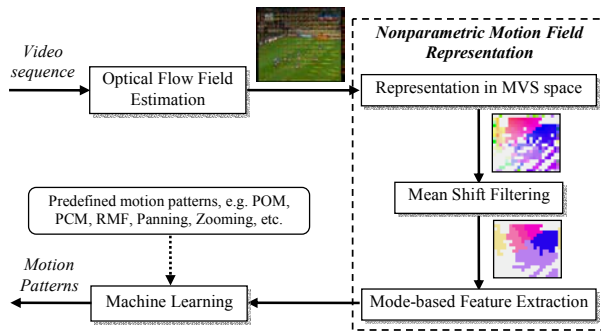 Video
sequence
Optical Flow Field
Estimation
Nonparametric Motion Field
Representation
Representation in MVS space
Mean Shift Filtering
Mode-based Feature Extraction
Predefined motion patterns, e.g. POM,
PCM, RMF, Panning, Zooming, etc.
Machine Learning
Motion
Patterns